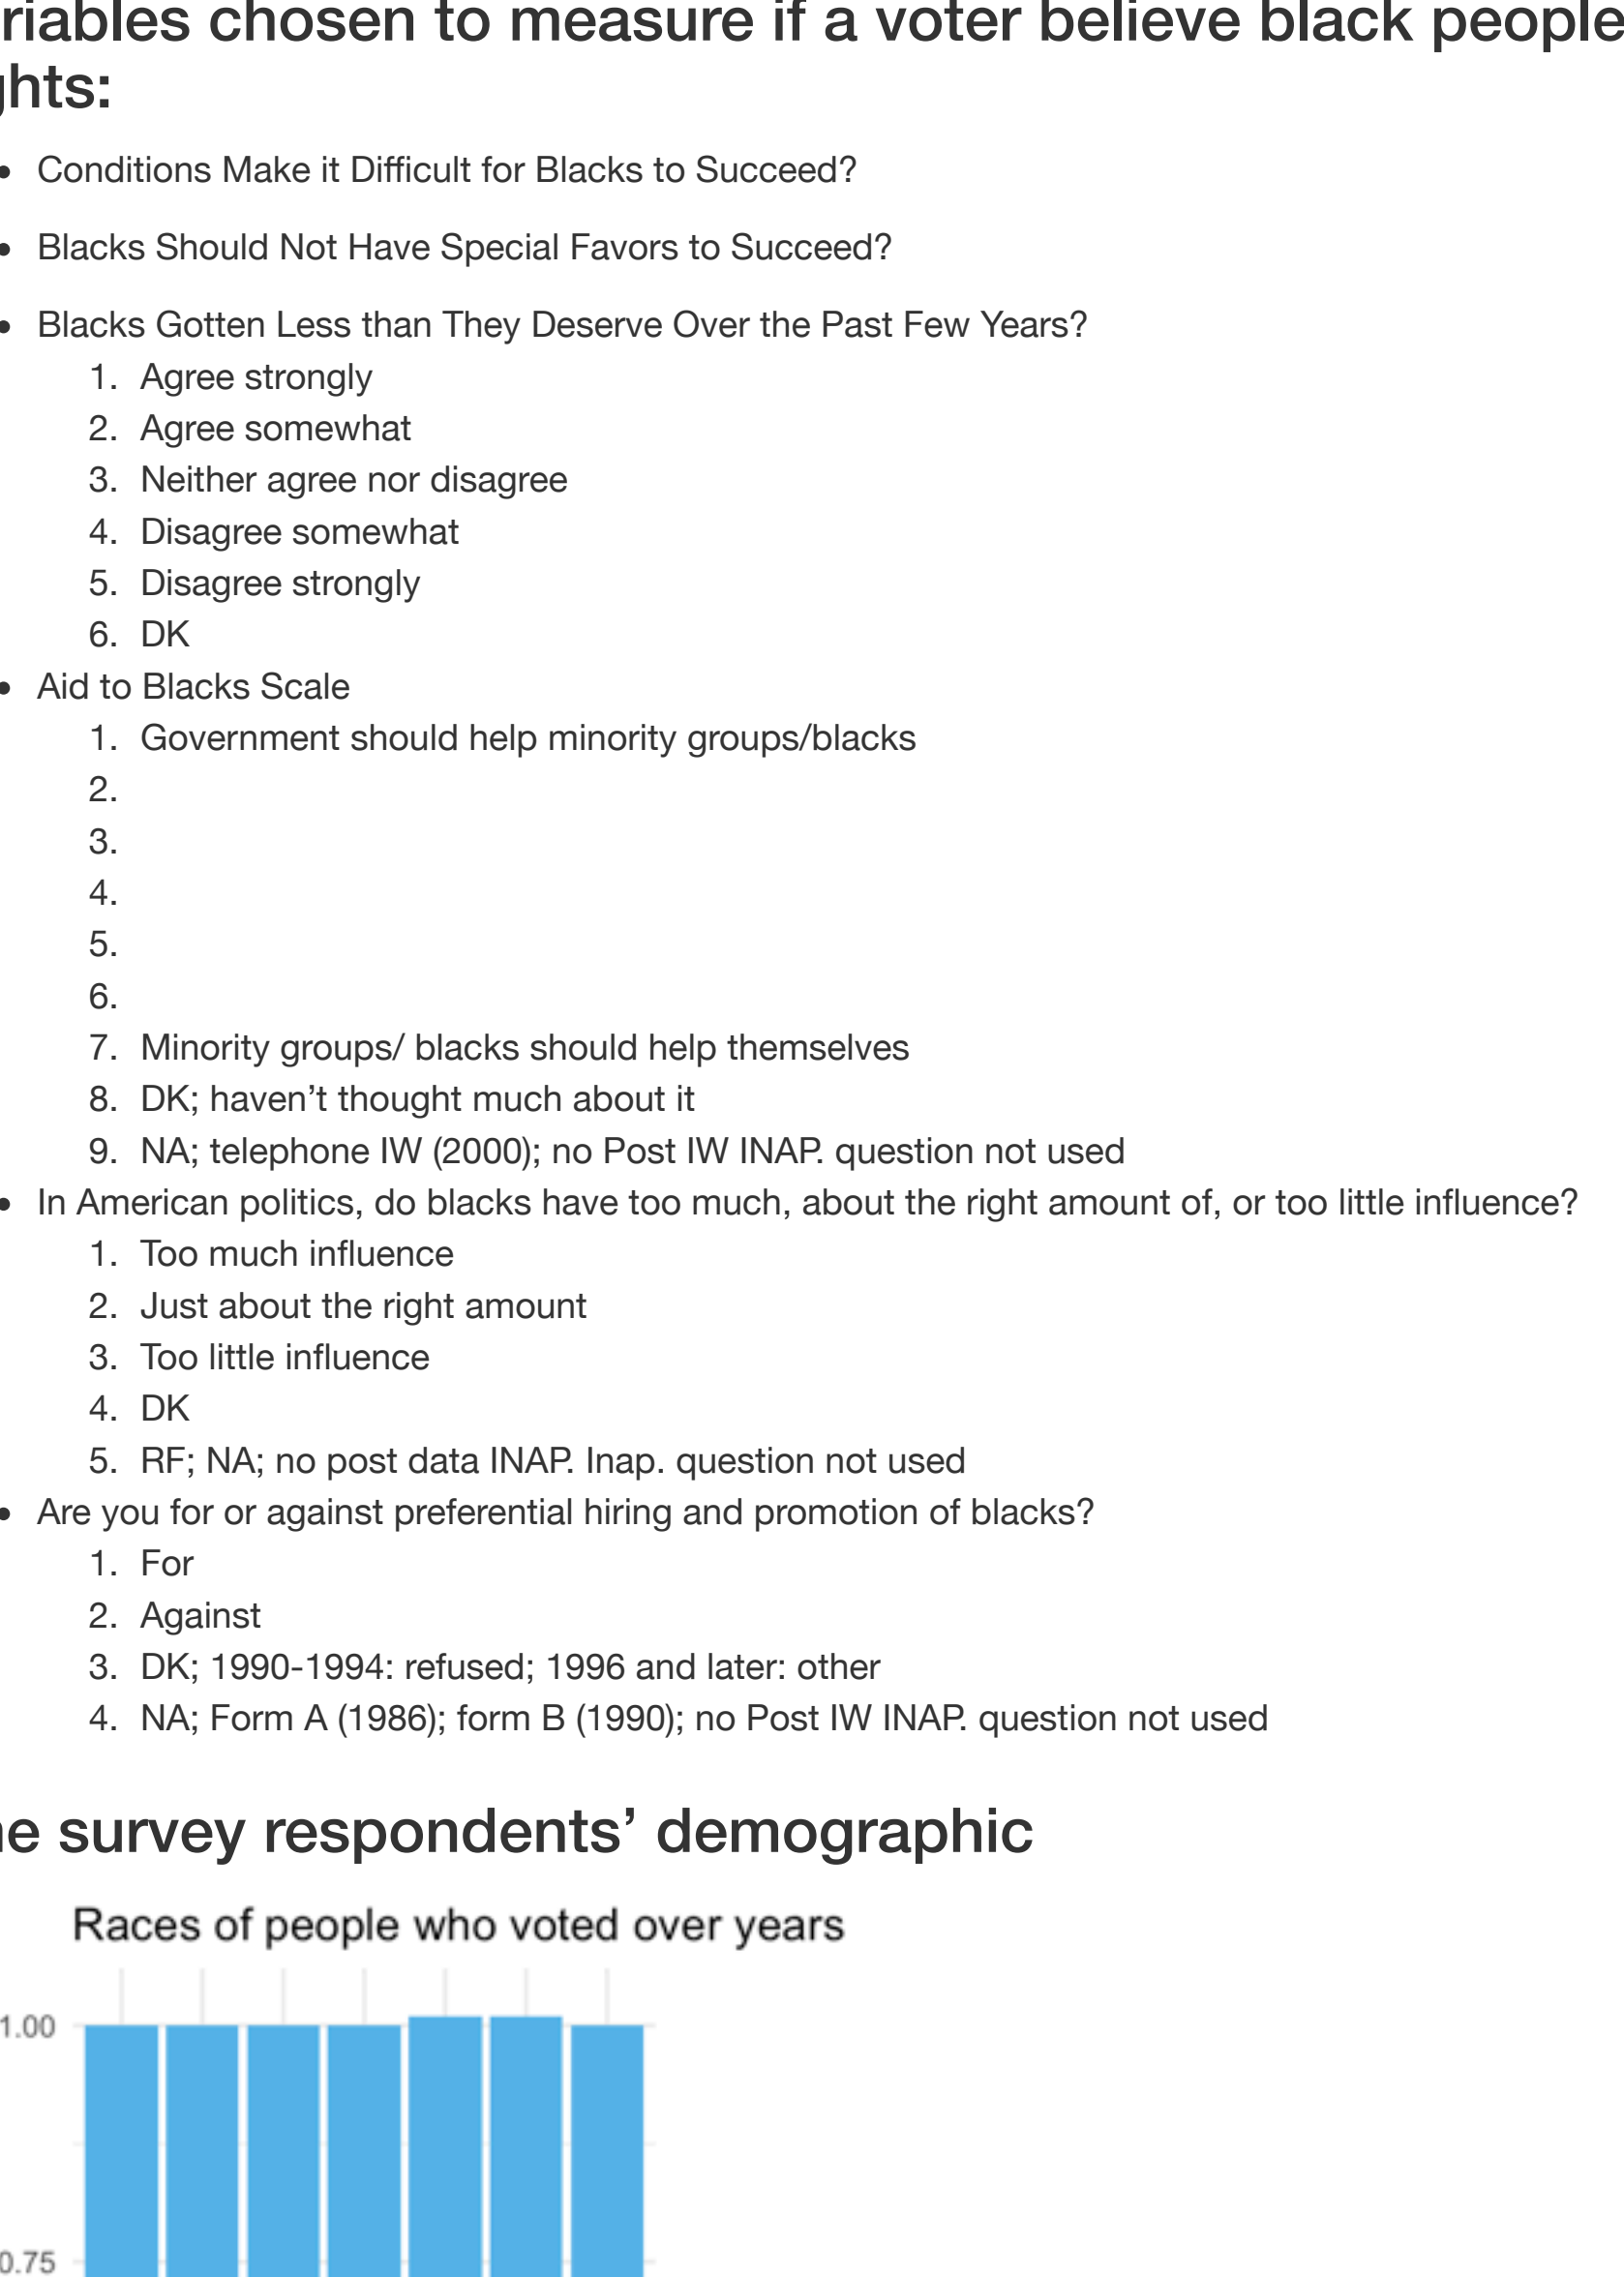 riables chosen to measure if a voter believe black people
ghts:
• Conditions Make it Difficult for Blacks to Succeed?
• Blacks Should Not Have Special Favors to Succeed?
• Blacks Gotten Less than They Deserve Over the Past Few Years?
1. Agree strongly
2. Agree somewhat
3. Neither agree nor disagree
4. Disagree somewhat
5. Disagree strongly
6. DK
• Aid to Blacks Scale
1. Government should help minority groups/blacks
2.
3.
4.
5.
6.
7. Minority groups/ blacks should help themselves
8. DK; haven’t thought much about it
9. NA; telephone IW (2000); no Post IW INAP. question not used
• In American politics, do blacks have too much, about the right amount of, or too little influence?
1. Too much influence
2. Just about the right amount
3. Too little influence
4. DK
5. RF; NA; no post data INAP. Inap. question not used
• Are you for or against preferential hiring and promotion of blacks?
1. For
2. Against
3. DK; 1990-1994: refused; 1996 and later: other
4. NA; Form A (1986); form B (1990); no Post IW INAP. question not used
ne survey respondents’ demographic
Races of people who voted over years
1.00
0.75